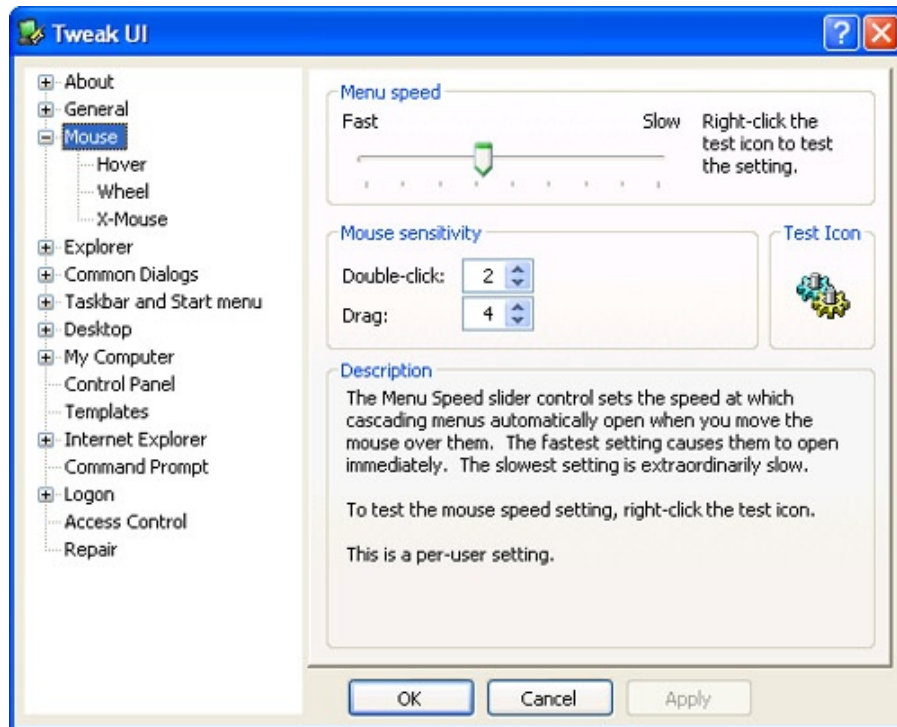 Tweak UI
About
General
Mouse
Hover
Wheel
X-Mouse
Explorer
Common Dialogs
Taskbar and Start menu
Desktop
My Computer
Control Panel
Templates
Internet Explorer
Command Prompt
Logon
Access Control
Repair
Menu speed
Fast
Slow
Right-click the
test icon to test
the setting.
Mouse sensitivity
Double-click: 2
Drag: 4
Test Icon
Description
The Menu Speed slider control sets the speed at which
cascading menus automatically open when you move the
mouse over them. The fastest setting causes them to open
immediately. The slowest setting is extraordinarily slow.
To test the mouse speed setting, right-click the test icon.
This is a per-user setting.
OK
Cancel
Apply